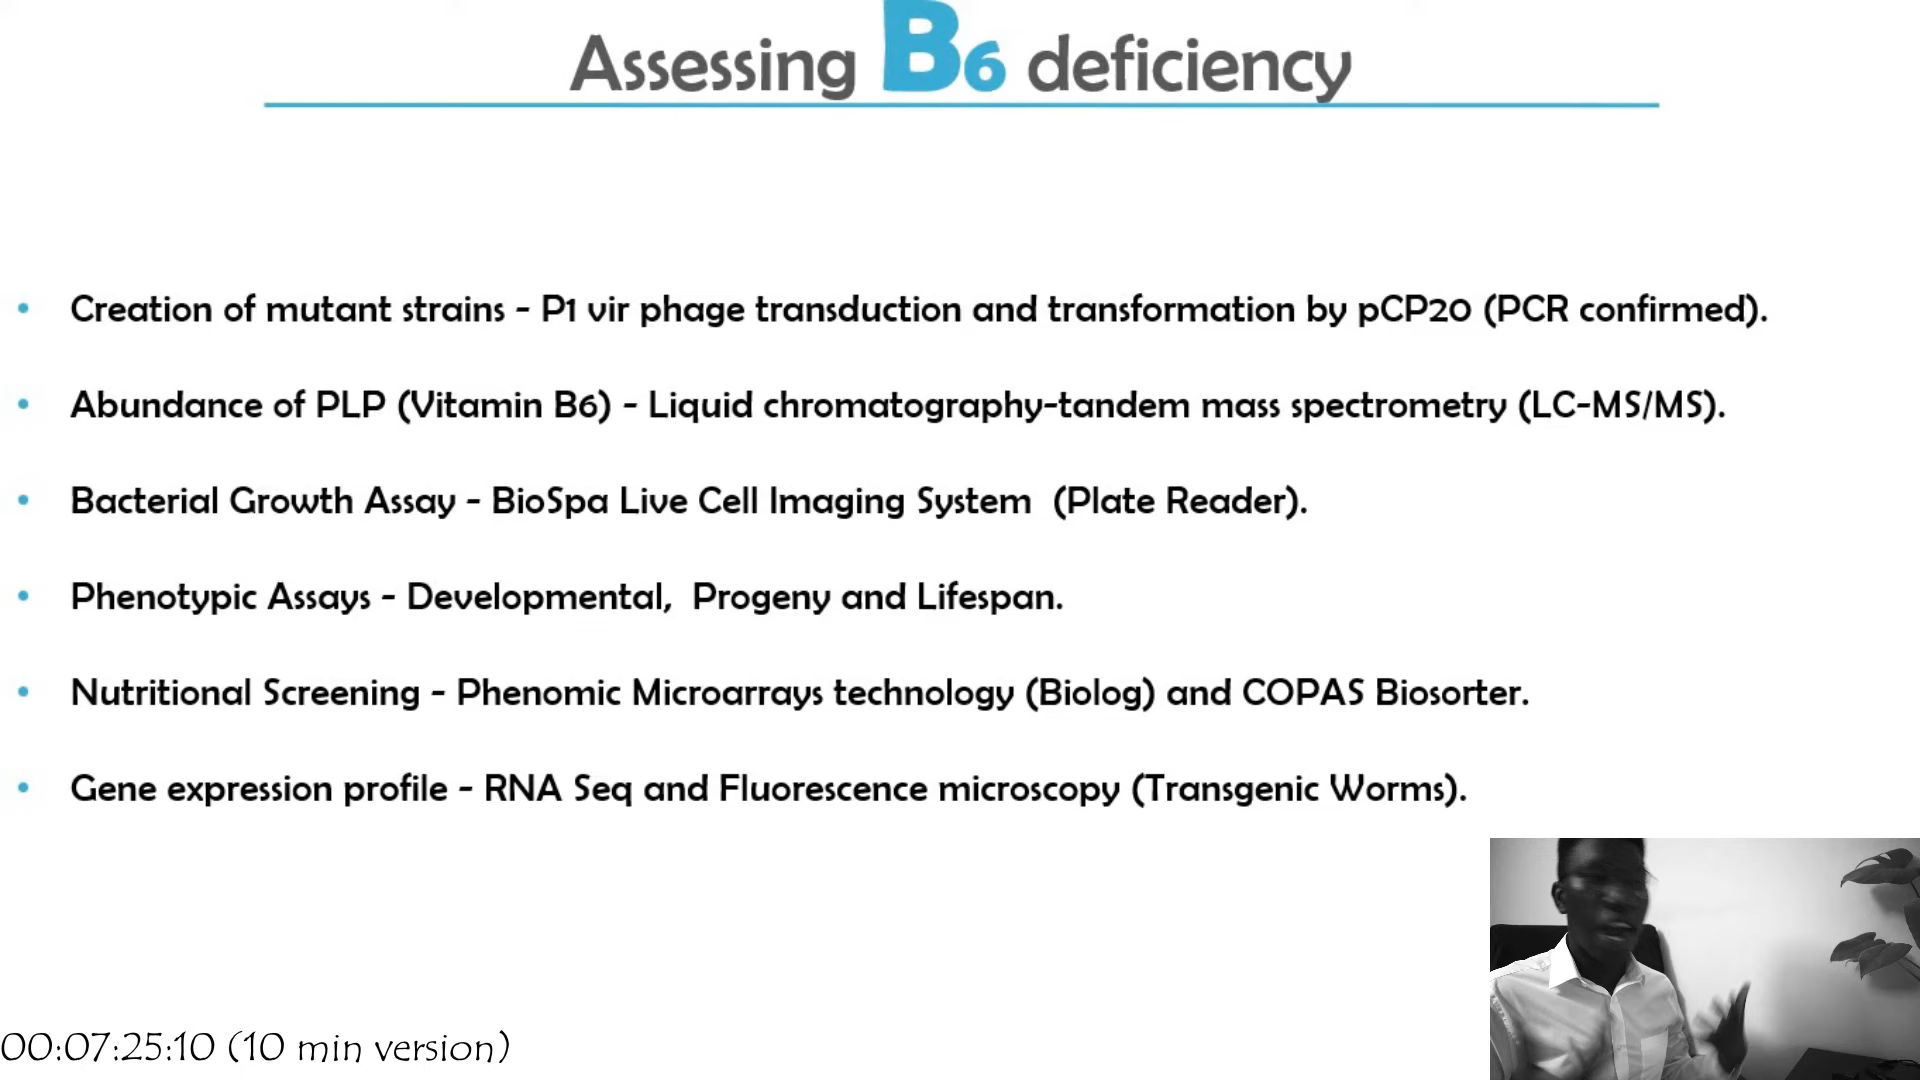 Assessing B6 deficiency
• Creation of mutant strains - P1 vir phage transduction and transformation by pCP20 (PCR confirmed).
• Abundance of PLP (Vitamin B6) - Liquid chromatography-tandem mass spectrometry (LC-MS/MS).
• Bacterial Growth Assay - BioSpa Live Cell Imaging System (Plate Reader).
• Phenotypic Assays - Developmental, Progeny and Lifespan.
• Nutritional Screening - Phenomic Microarrays technology (Biolog) and COPAS Biosorter.
• Gene expression profile - RNA Seq and Fluorescence microscopy (Transgenic Worms).
00:07:25:10 (10 min version)